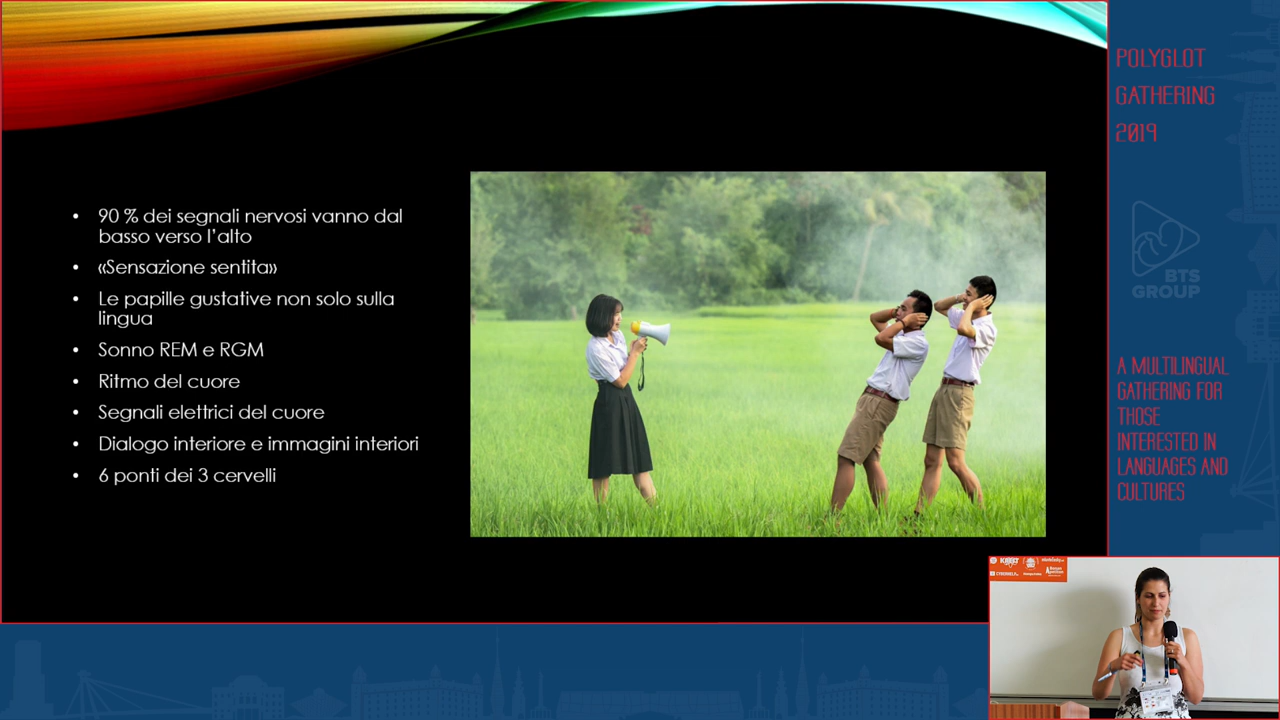 90 % dei segnali nervosi vanno dal
basso verso l'alto
«Sensazione sentita»
Le papille gustative non solo sulla
lingua
Sonno REM e RGM
Ritmo del cuore
Segnali elettrici del cuore
Dialogo interiore e immagini interiori
6 ponti dei 3 cervelli
POLYGLOT
GATHERING
2019
BTS
GROUP
A MULTILINGUAL
GATHERING FOR
THOSE
INTERESTED IN
LANGUAGES AND
CULTURES